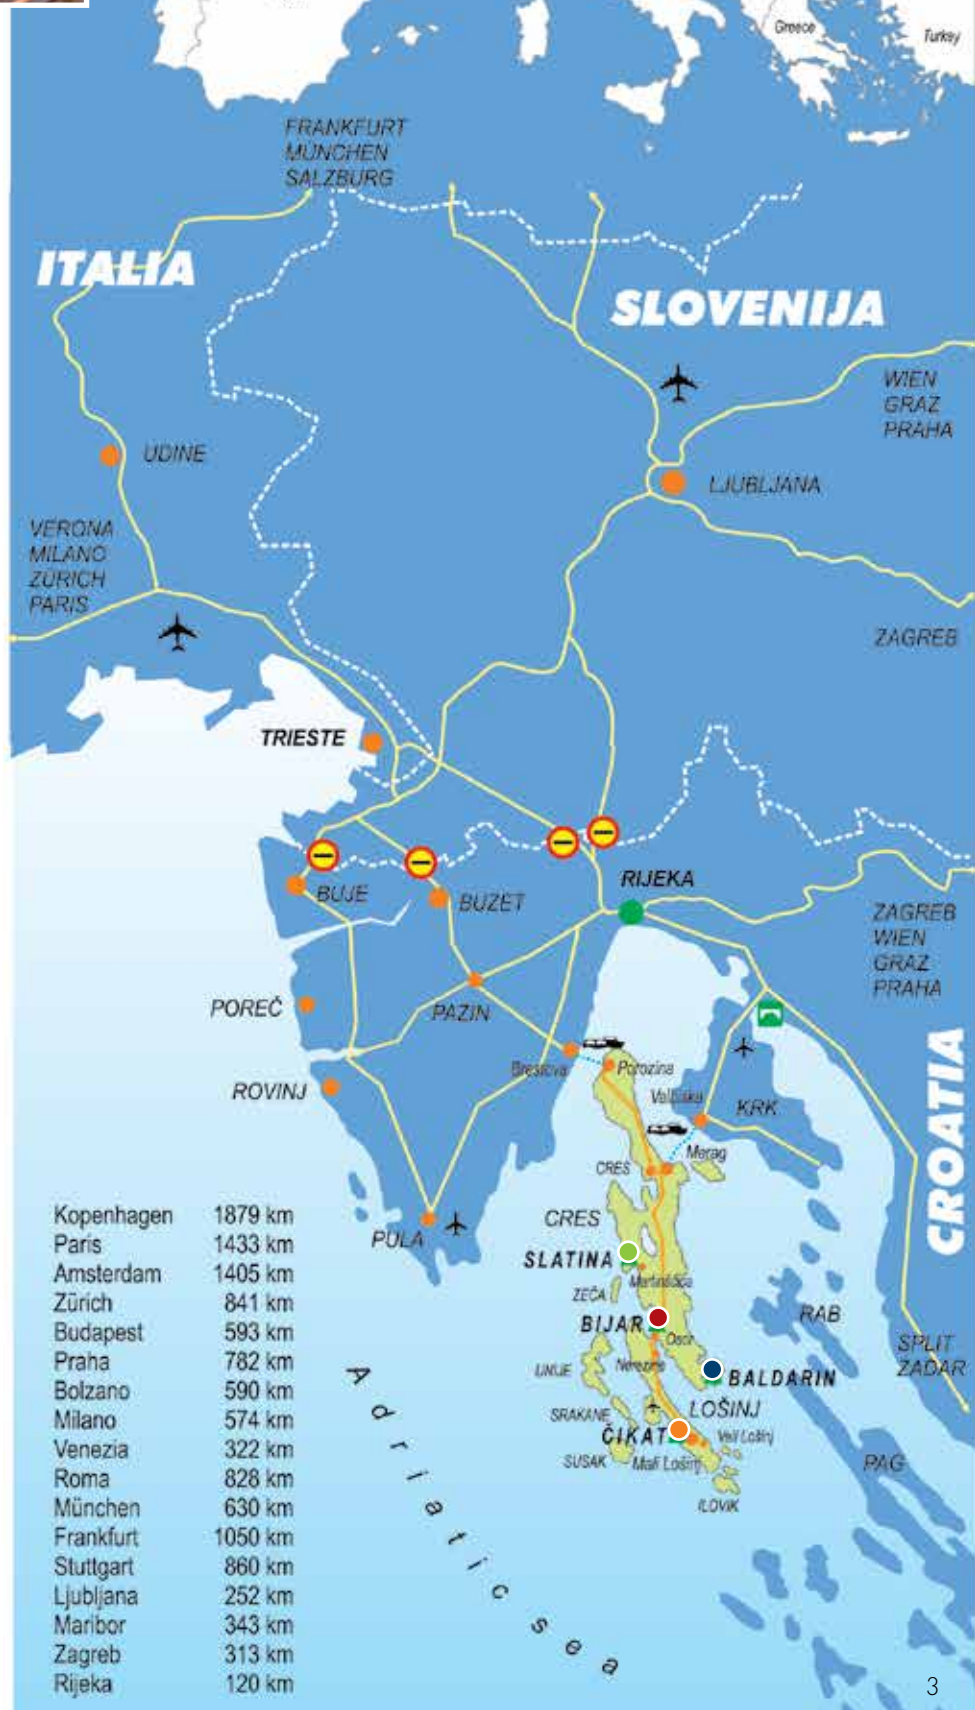 Greece
Turkey
FRANKFURT
MÜNCHEN
SALZBURG
ITALIA
SLOVENIJA
WIEN
GRAZ
PRAHA
UDINE
LJUBLJANA
VERONA
MILANO
ZÜRICH
PARIS
ZAGREB
TRIESTE
RIJEKA
BUJE
BUZET
ZAGREB
WIEN
GRAZ
PRAHA
POREČ
PAZIN
Brestova
Porozina
ROVINJ
Valbiska
KRK
CROATIA
Merag
CRES
CRES
PULA
SLATINA
Martinšćica
ZEČA
RAB
BIJAR
Osor
SPLIT
ZADAR
Nerezine
UNIJE
BALDARIN
LOŠINJ
SRAKANE
ČIKAT
Veli Lošinj
SUSAK
Mali Lošinj
PAG
ILOVIK
Adriatic sea
Kopenhagen 1879 km
Paris 1433 km
Amsterdam 1405 km
Zürich 841 km
Budapest 593 km
Praha 782 km
Bolzano 590 km
Milano 574 km
Venezia 322 km
Roma 828 km
München 630 km
Frankfurt 1050 km
Stuttgart 860 km
Ljubljana 252 km
Maribor 343 km
Zagreb 313 km
Rijeka 120 km
3